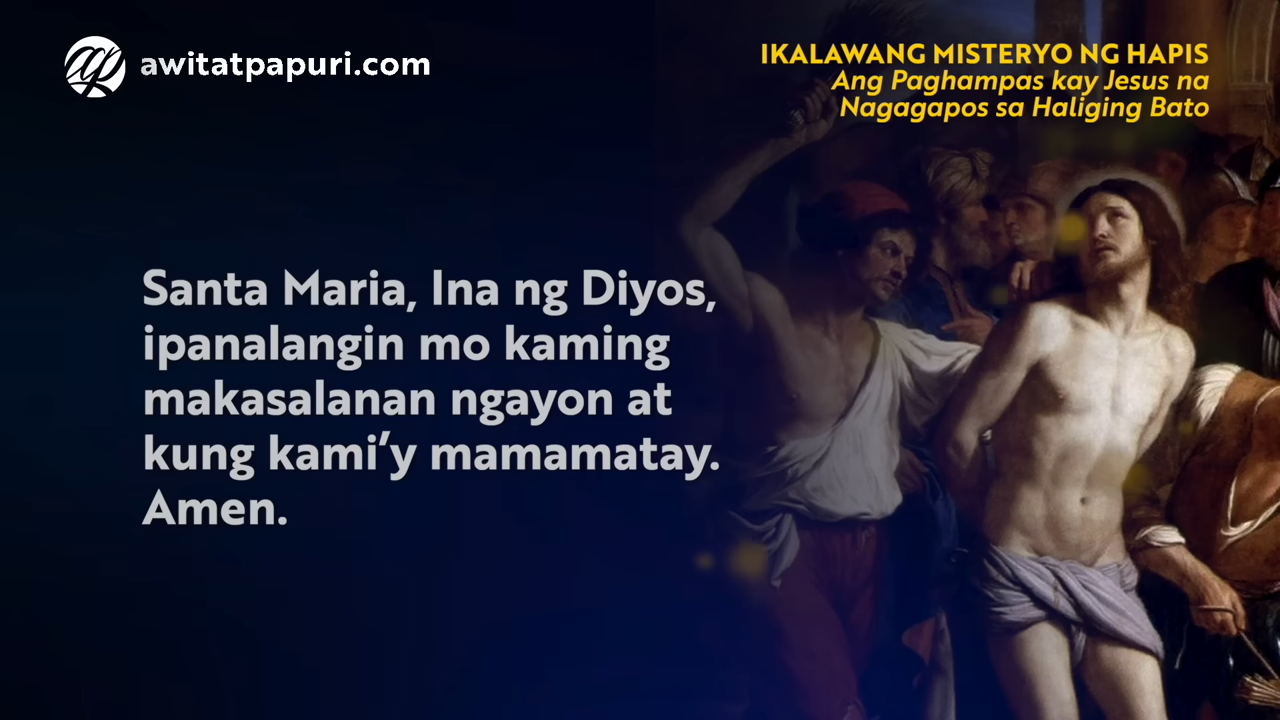 awitatpapuri.com
IKALAWANG MISTERYO NG HAPIS
Ang Paghampas kay Jesus na
Nagagapos sa Haliging Bato
Santa Maria, Ina ng Diyos,
ipanalangin mo kaming
makasalanan ngayon at
kung kami’y mamamatay.
Amen.